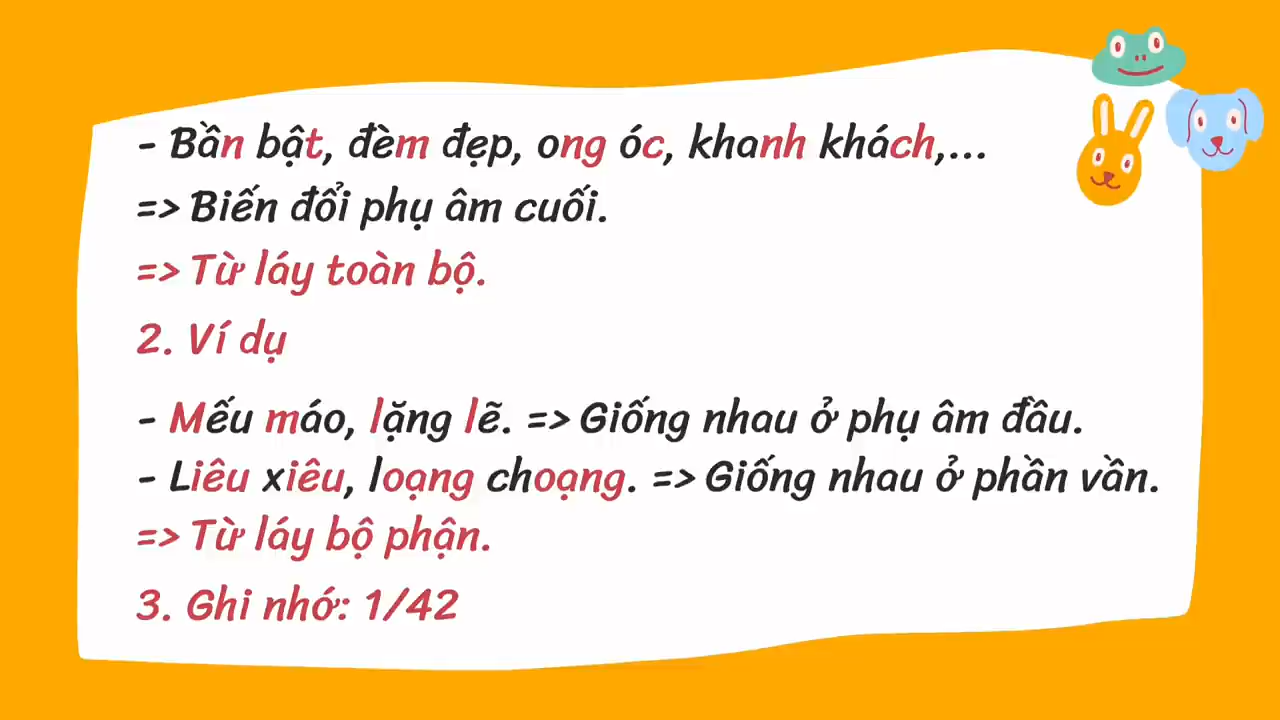 - Bần bật, đèm đẹp, ong óc, khanh khách,...
=> Biến đổi phụ âm cuối.
=> Từ láy toàn bộ.
2. Ví dụ
- Mếu máo, lặng lẽ. => Giống nhau ở phụ âm đầu.
- Liêu xiêu, loạng choạng. => Giống nhau ở phần vần.
=> Từ láy bộ phận.
3. Ghi nhớ: 1/42